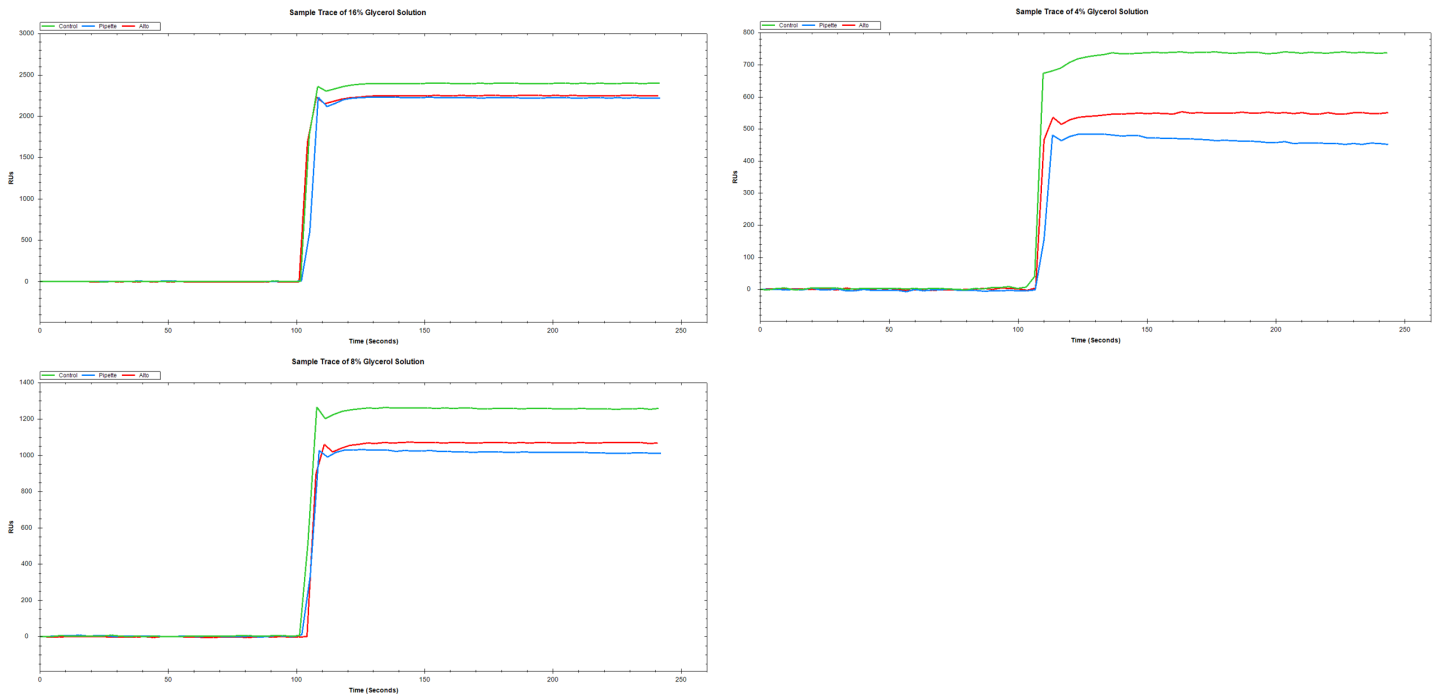 Sample Trace of 16% Glycerol Solution
Control Pipette Alto
3000
2500
2000
1500
1000
500
0
RUs
0 50 100 150 200 250
Time (Seconds)
Sample Trace of 4% Glycerol Solution
Control Pipette Alto
800
700
600
500
400
300
200
100
0
RUs
0 50 100 150 200 250
Time (Seconds)
Sample Trace of 8% Glycerol Solution
Control Pipette Alto
1400
1200
1000
800
600
400
200
0
RUs
0 50 100 150 200 250
Time (Seconds)